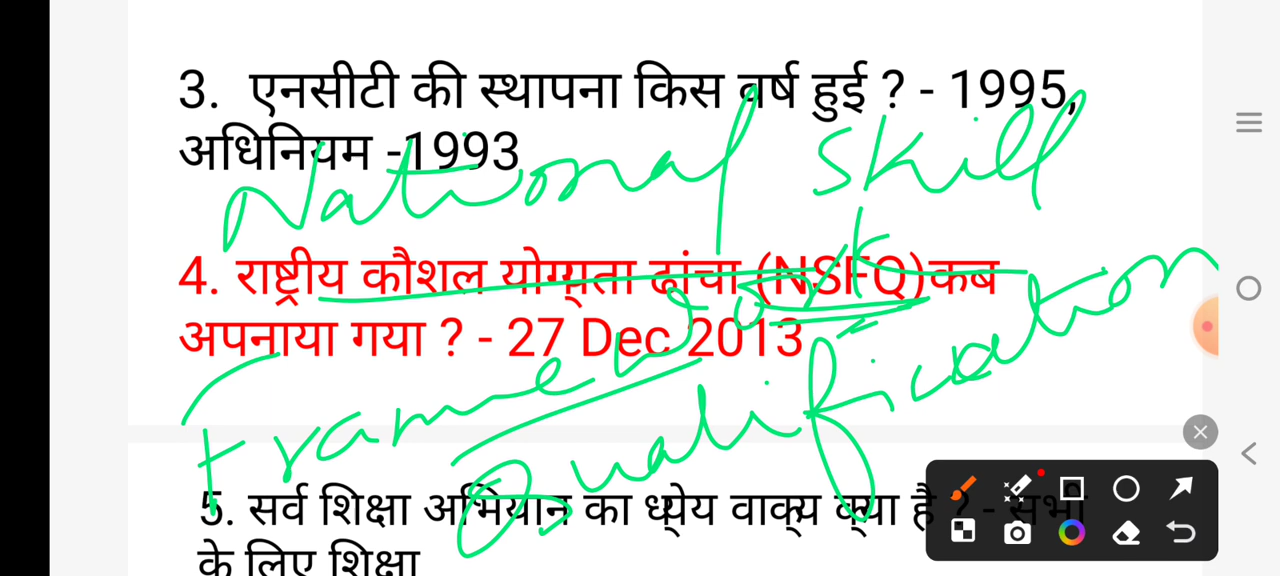 3. एनसीटी की स्थापना किस वर्ष हुई ? - 1995,
अधिनियम -1993
National Skill
4. राष्ट्रीय कौशल योग्यता ढांचा (NSFQ)कब
अपनाया गया ? - 27 Dec 2013
Framework
Qualification
5. सर्व शिक्षा अभियान का ध्येय वाक्य क्या है ? - सभी
के लिए शिक्षा